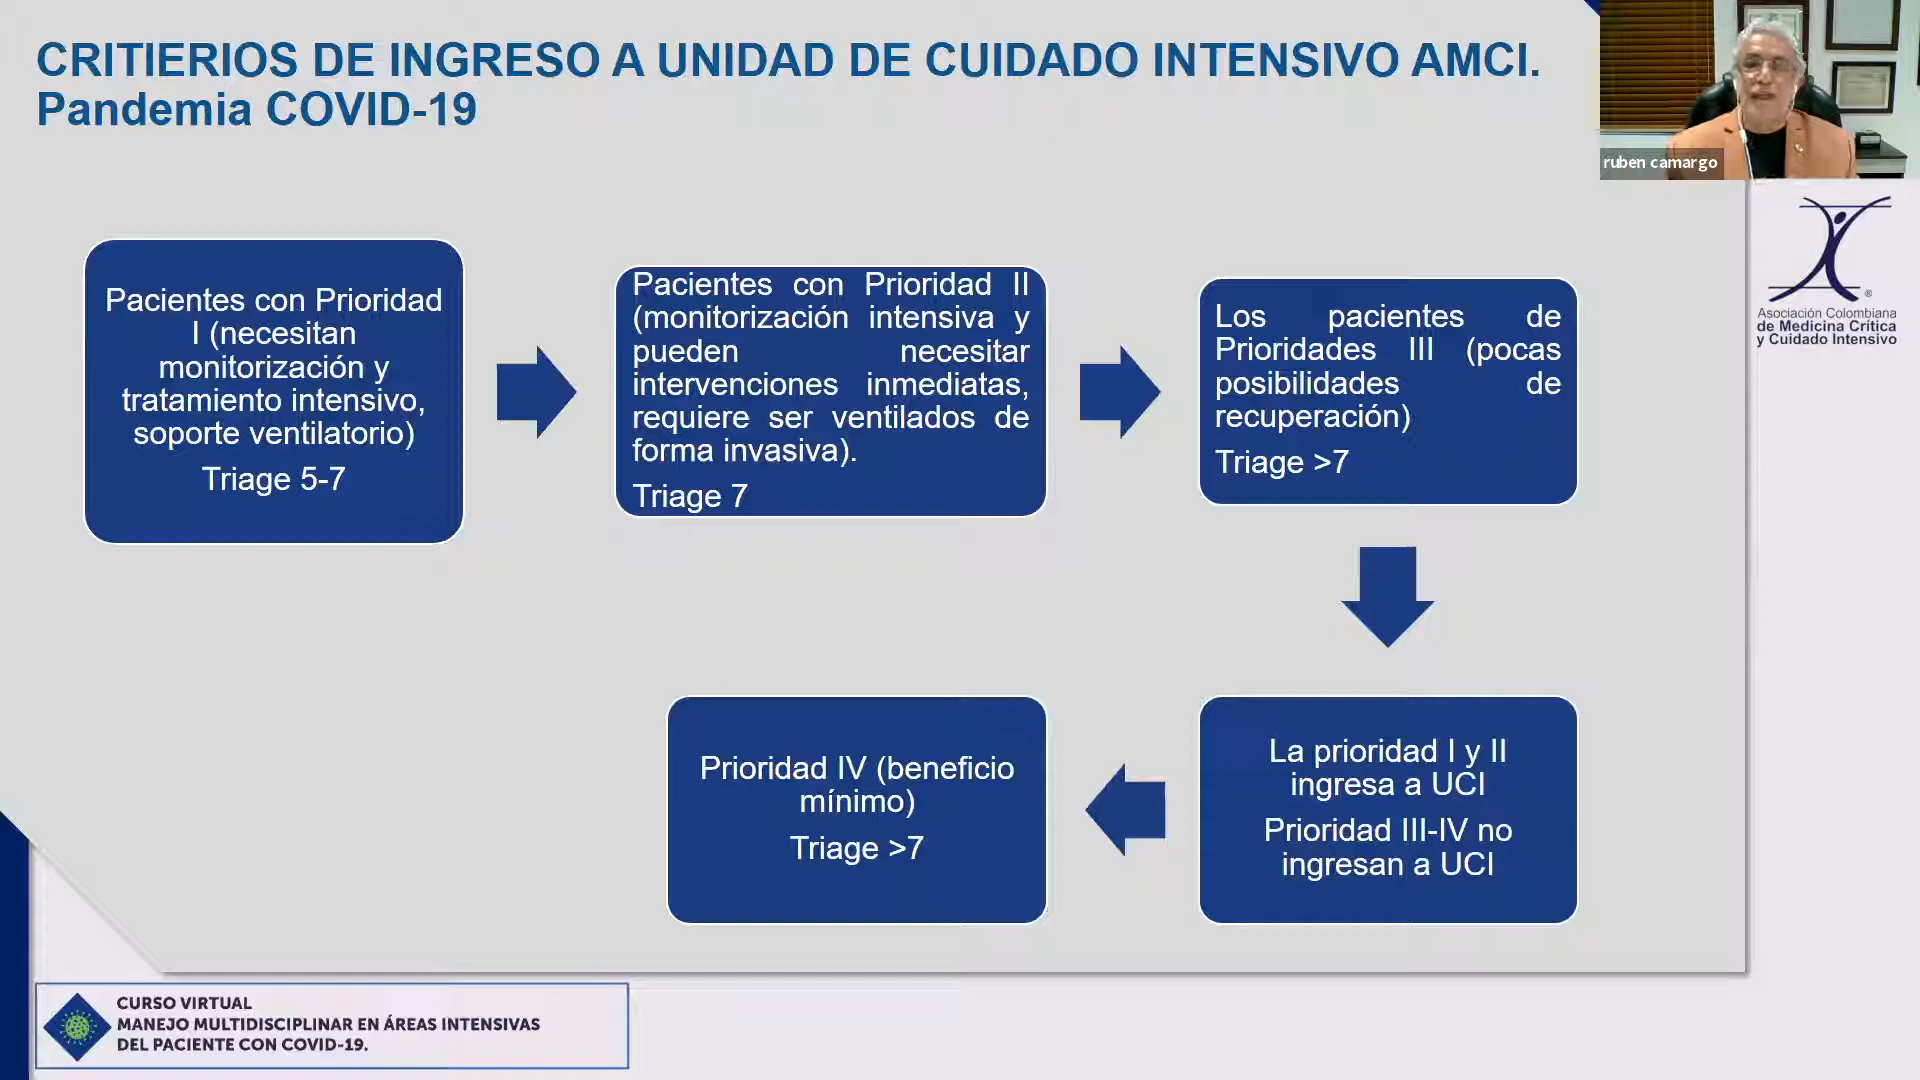 CRITIERIOS DE INGRESO A UNIDAD DE CUIDADO INTENSIVO AMCI.
Pandemia COVID-19
ruben camargo
®
Asociación Colombiana
de Medicina Crítica
y Cuidado Intensivo
Pacientes con Prioridad
I (necesitan
monitorización y
tratamiento intensivo,
soporte ventilatorio)
Triage 5-7
Pacientes con Prioridad II
(monitorización intensiva y
pueden necesitar
intervenciones inmediatas,
requiere ser ventilados de
forma invasiva).
Triage 7
Los pacientes de
Prioridades III (pocas
posibilidades de
recuperación)
Triage >7
La prioridad I y II
ingresa a UCI
Prioridad III-IV no
ingresan a UCI
Prioridad IV (beneficio
mínimo)
Triage >7
CURSO VIRTUAL
MANEJO MULTIDISCIPLINAR EN ÁREAS INTENSIVAS
DEL PACIENTE CON COVID-19.